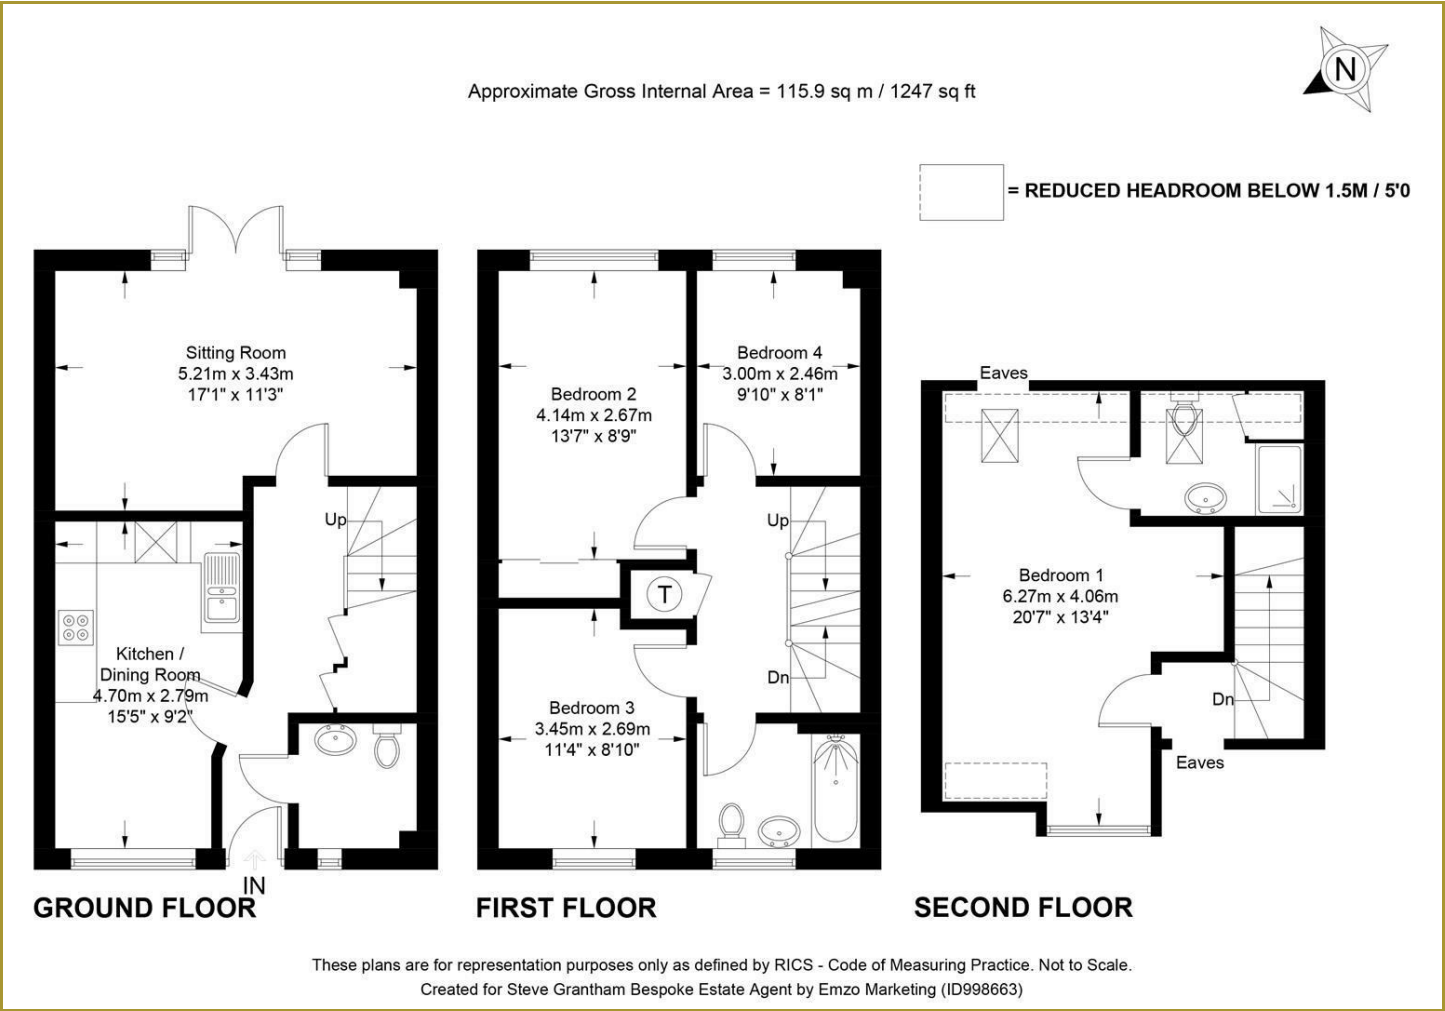 Approximate Gross Internal Area = 115.9 sq m / 1247 sq ft
N
= REDUCED HEADROOM BELOW 1.5M / 5'0
Sitting Room
5.21m x 3.43m
17'1" x 11'3"
Up
Kitchen /
Dining Room
4.70m x 2.79m
15'5" x 9'2"
IN
GROUND FLOOR
Bedroom 2
4.14m x 2.67m
13'7" x 8'9"
Bedroom 4
3.00m x 2.46m
9'10" x 8'1"
Up
T
Dn
Bedroom 3
3.45m x 2.69m
11'4" x 8'10"
FIRST FLOOR
Eaves
Bedroom 1
6.27m x 4.06m
20'7" x 13'4"
Dn
Eaves
SECOND FLOOR
These plans are for representation purposes only as defined by RICS - Code of Measuring Practice. Not to Scale.
Created for Steve Grantham Bespoke Estate Agent by Emzo Marketing (ID998663)